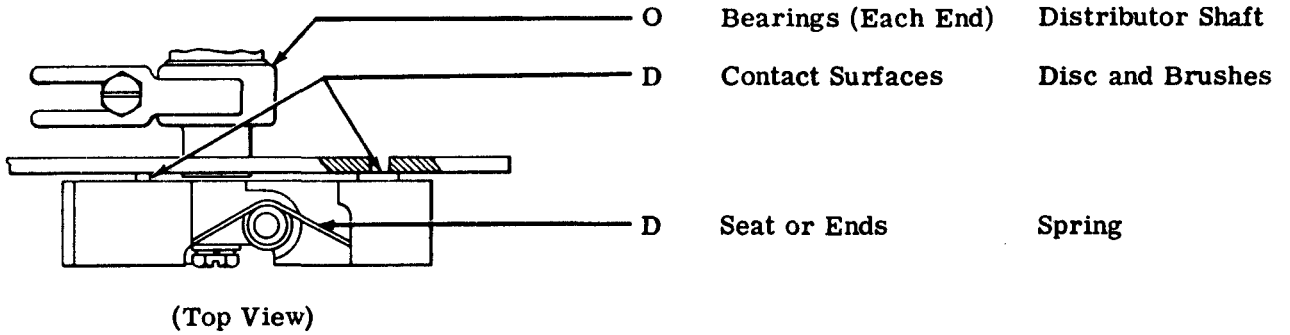 O Bearings (Each End) Distributor Shaft
D Contact Surfaces Disc and Brushes
D Seat or Ends Spring
(Top View)